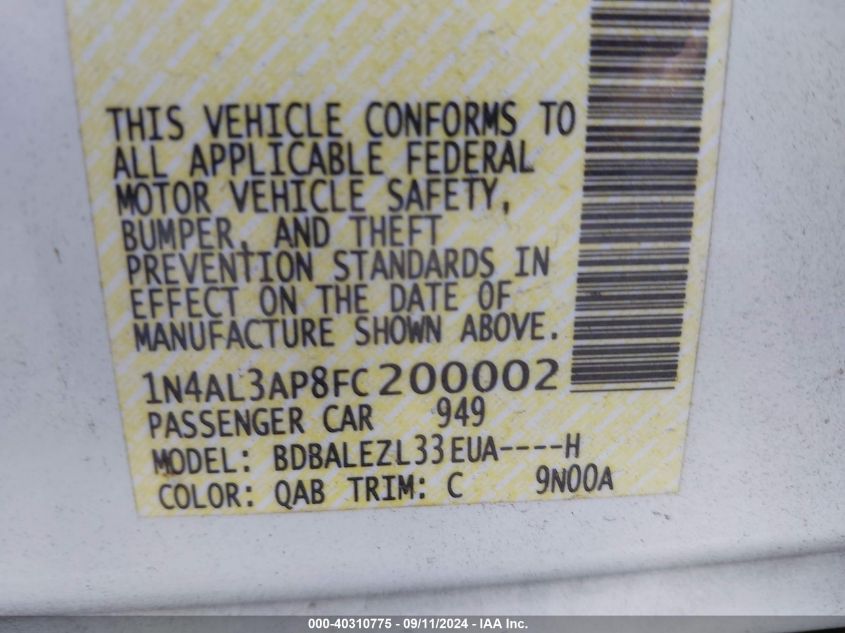 THIS VEHICLE CONFORMS TO
ALL APPLICABLE FEDERAL
MOTOR VEHICLE SAFETY,
BUMPER, AND THEFT
PREVENTION STANDARDS IN
EFFECT ON THE DATE OF
MANUFACTURE SHOWN ABOVE.
1N4AL3AP8FC200002
PASSENGER CAR 949
MODEL: BDBALEZL33EUA----H
COLOR: QAB TRIM: C 9N00A
000-40310775 - 09/11/2024 - IAA Inc.